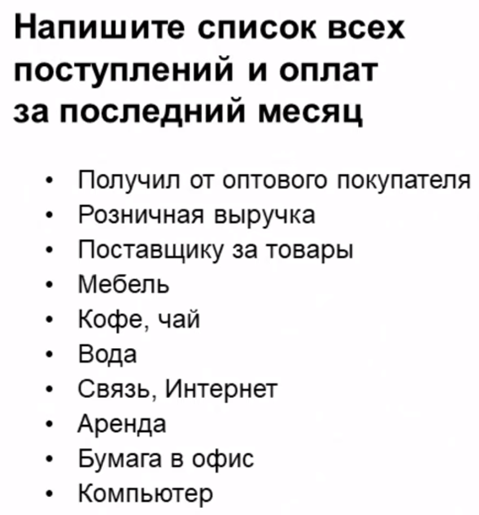 Напишите список всех
поступлений и оплат
за последний месяц
• Получил от оптового покупателя
• Розничная выручка
• Поставщику за товары
• Мебель
• Кофе, чай
• Вода
• Связь, Интернет
• Аренда
• Бумага в офис
• Компьютер